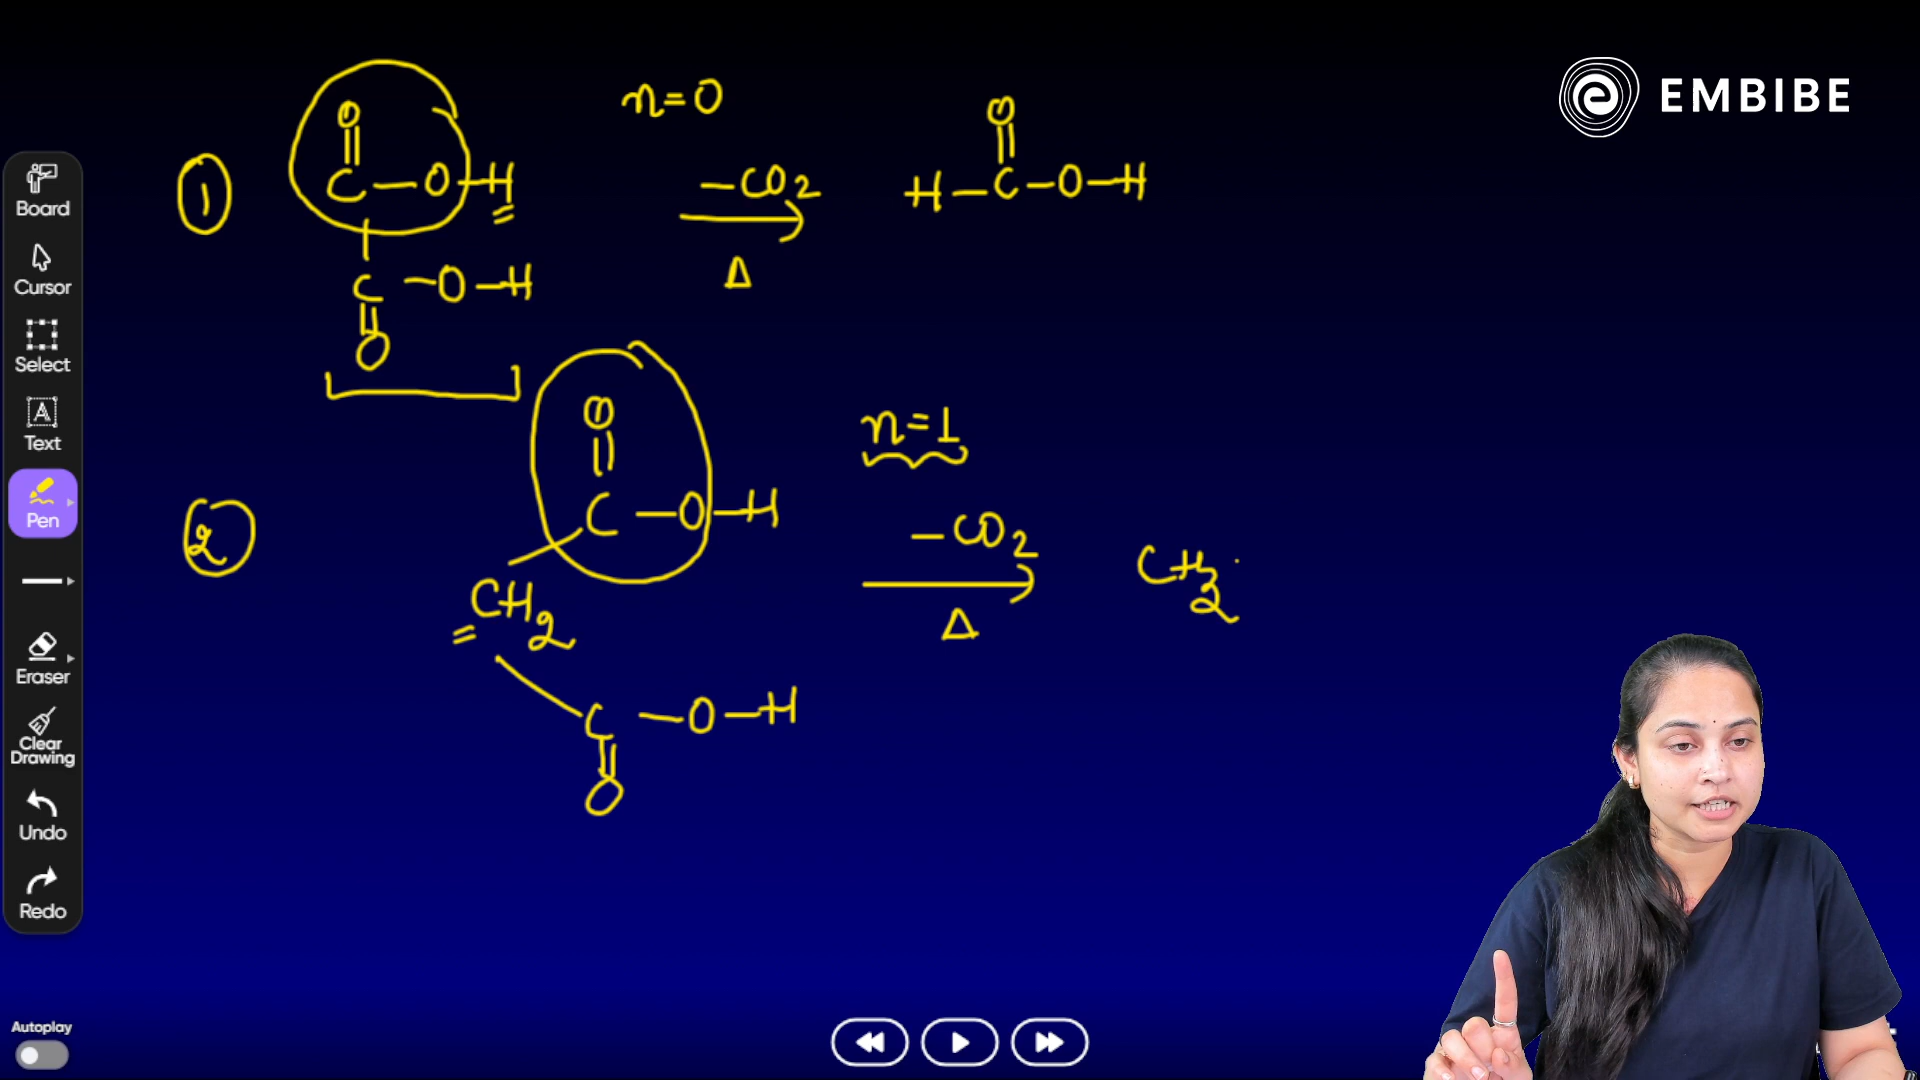 EMBIBE
n=0
O
① C-O-H
-CO2
Δ
O
H-C-O-H
C-O-H
O
O
n=1
② C-O-H
-CO2
Δ
CH3
CH2
C-O-H
O
Board
Cursor
Select
Text
Pen
Eraser
Clear
Drawing
Undo
Redo
Autoplay